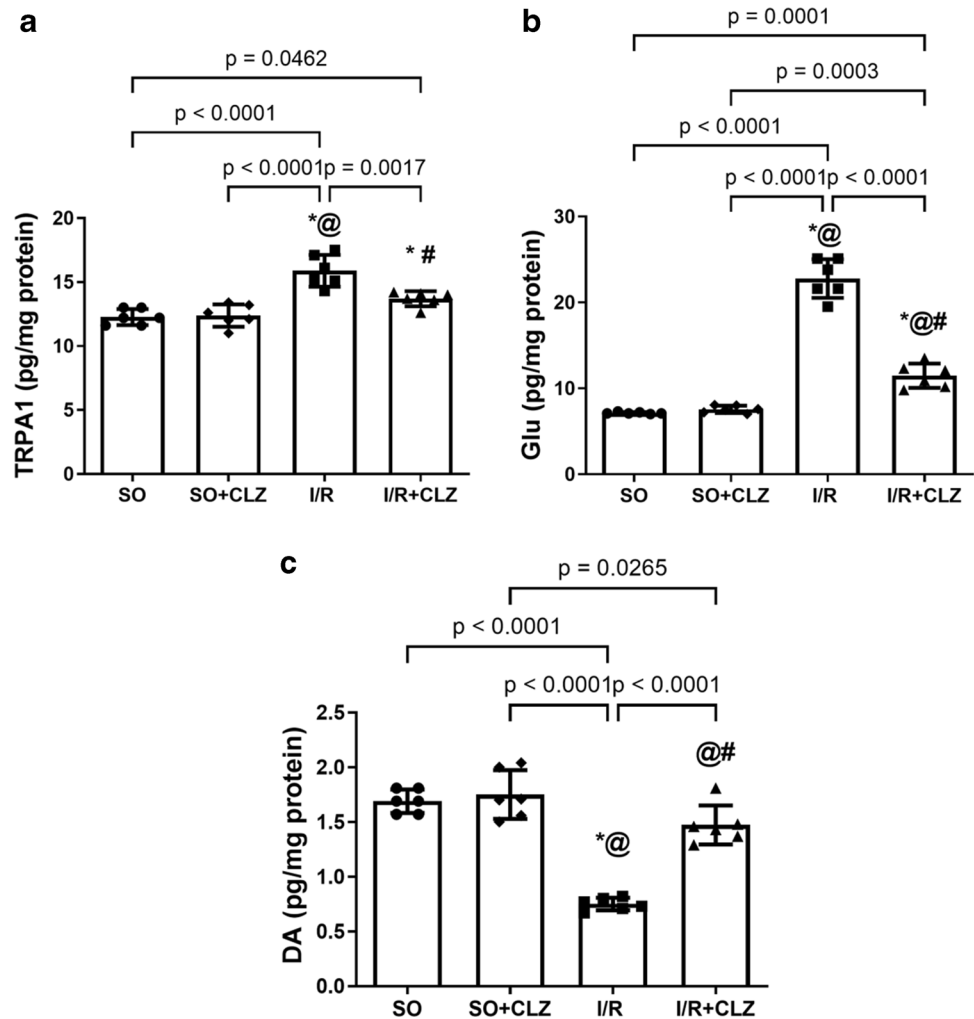 a
p = 0.0462
p < 0.0001
p < 0.0001 p = 0.0017
TRPA1 (pg/mg protein)
20
15
10
5
0
*@
* #
SO SO+CLZ I/R I/R+CLZ
b
p = 0.0001
p = 0.0003
p < 0.0001
p < 0.0001 p < 0.0001
Glu (pg/mg protein)
30
20
10
0
*@
*@#
SO SO+CLZ I/R I/R+CLZ
c
p = 0.0265
p < 0.0001
p < 0.0001 p < 0.0001
DA (pg/mg protein)
2.5
2.0
1.5
1.0
0.5
0.0
*@
@#
SO SO+CLZ I/R I/R+CLZ